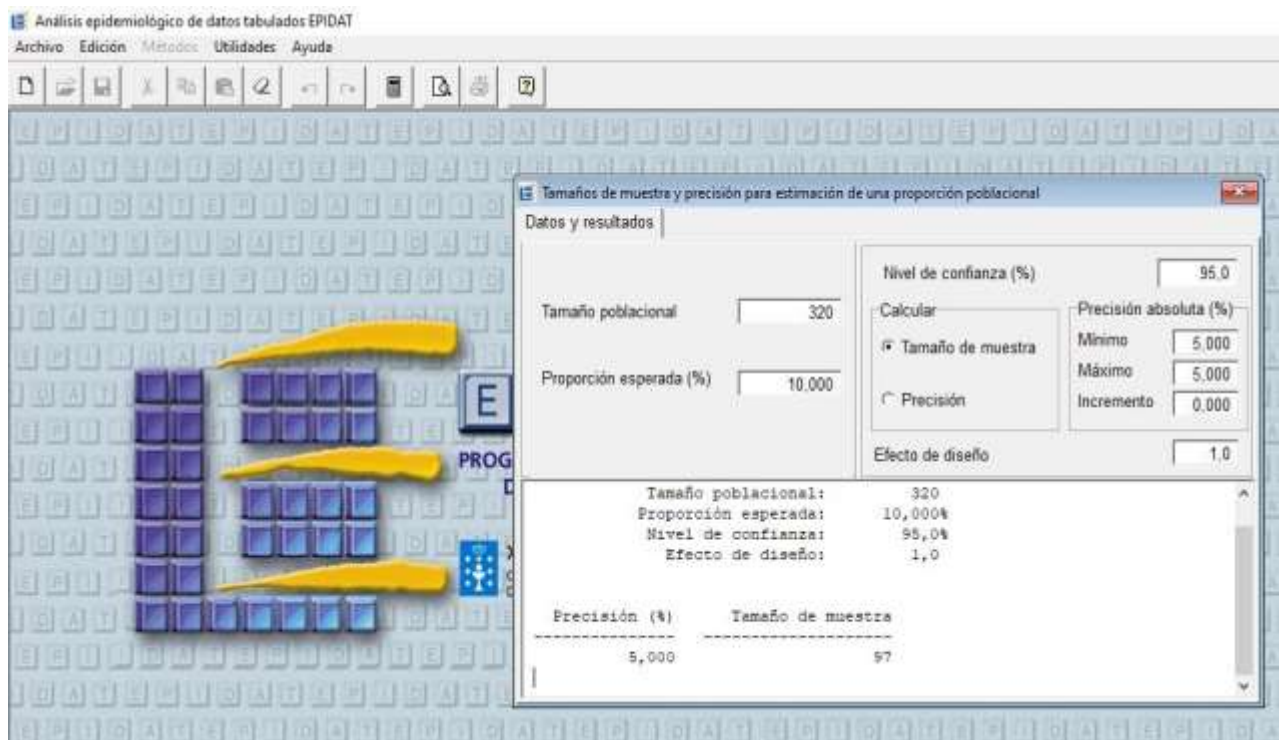 Análisis epidemiológico de datos tabulados EPIDAT
Archivo Edición Métodos Utilidades Ayuda
Tamaños de muestra y precisión para estimación de una proporción poblacional
Datos y resultados
Nivel de confianza (%) 95,0
Tamaño poblacional 320
Proporción esperada (%) 10,000
Calcular
Tamaño de muestra
Precisión
Precisión absoluta (%)
Mínimo 5,000
Máximo 5,000
Incremento 0,000
Efecto de diseño 1,0
E
PROG
D
Tamaño poblacional: 320
Proporción esperada: 10,000%
Nivel de confianza: 95,0%
Efecto de diseño: 1,0
Precisión (%) Tamaño de muestra
--------------- --------------------
5,000 97